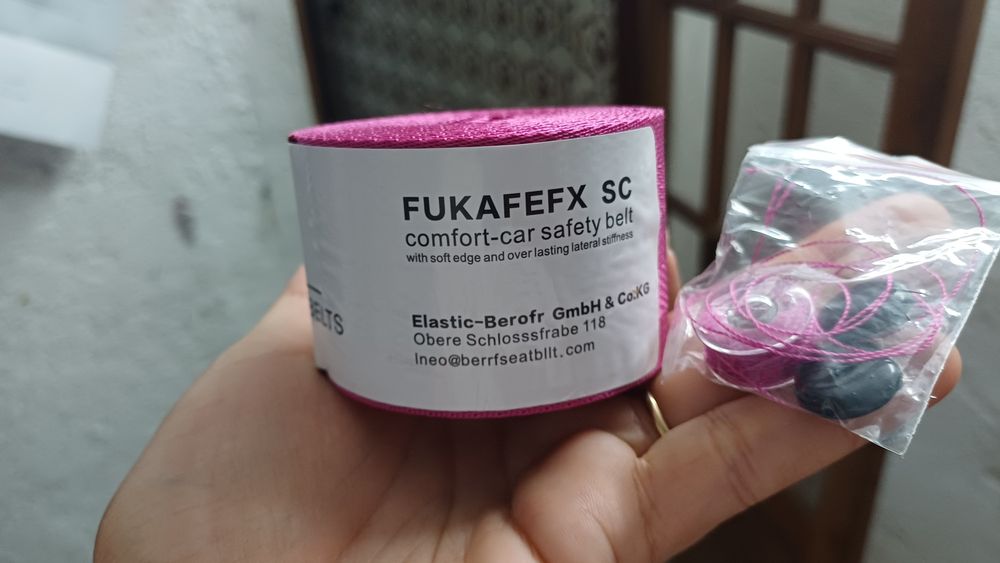 FUKAFEFX SC
comfort-car safety belt
with soft edge and over lasting lateral stiffness
BELTS
Elastic-Berofr GmbH & Co:KG
Obere Schlosssfrabe 118
lneo@berrfseatbllt.com